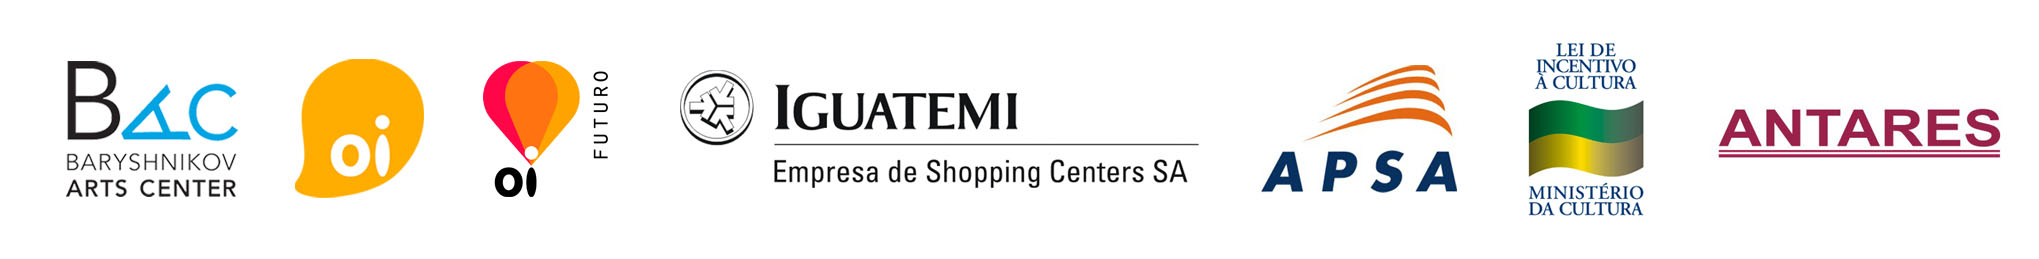 BAC
BARYSHNIKOV
ARTS CENTER
oi
oi
FUTURO
IGUATEMI
Empresa de Shopping Centers SA
APSA
LEI DE
INCENTIVO
À CULTURA
MINISTÉRIO
DA CULTURA
ANTARES